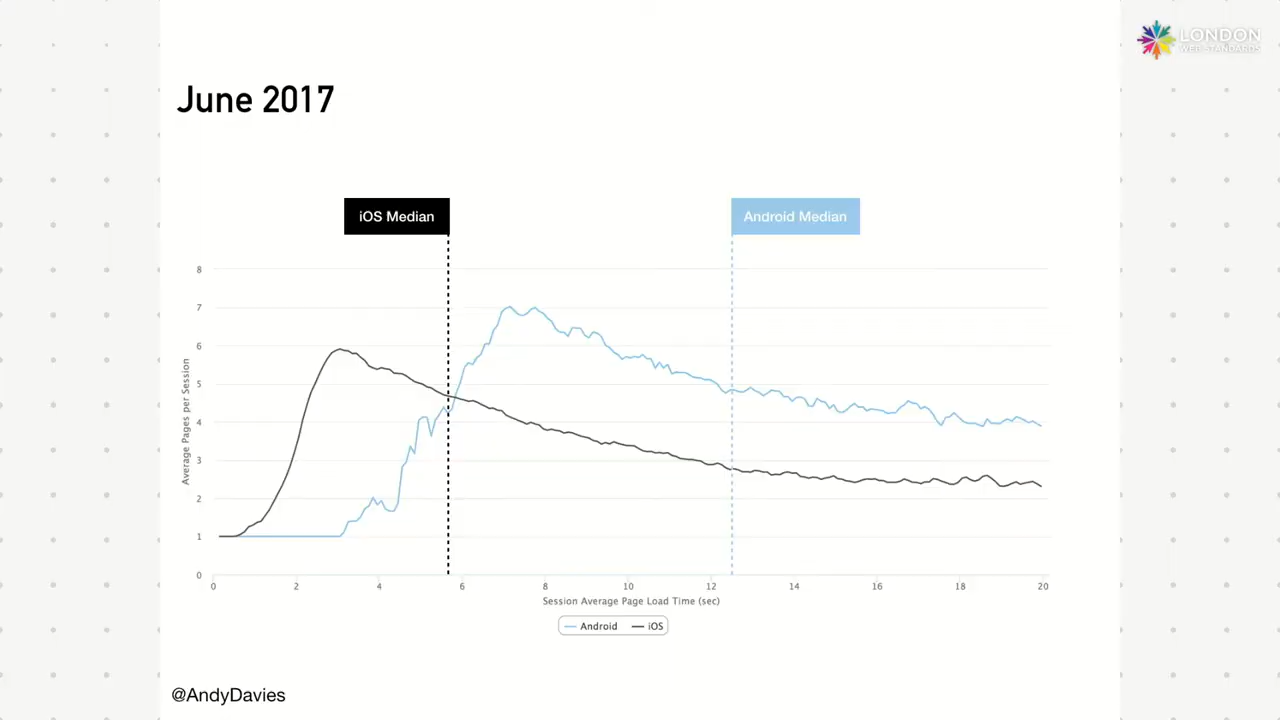 LONDON
WEB STANDARDS
June 2017
iOS Median
Android Median
8
7
6
5
4
3
2
1
0
Average Pages per Session
0 2 4 6 8 10 12 14 16 18 20
Session Average Page Load Time (sec)
Android iOS
@AndyDavies